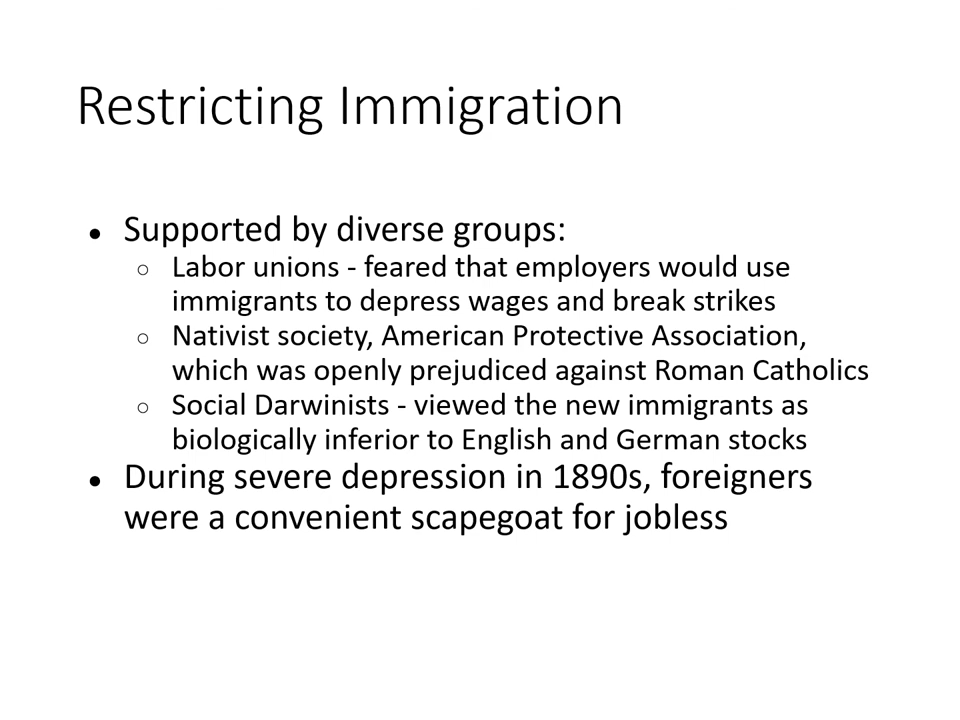 Restricting Immigration
● Supported by diverse groups:
○ Labor unions - feared that employers would use
immigrants to depress wages and break strikes
○ Nativist society, American Protective Association,
which was openly prejudiced against Roman Catholics
○ Social Darwinists - viewed the new immigrants as
biologically inferior to English and German stocks
● During severe depression in 1890s, foreigners
were a convenient scapegoat for jobless